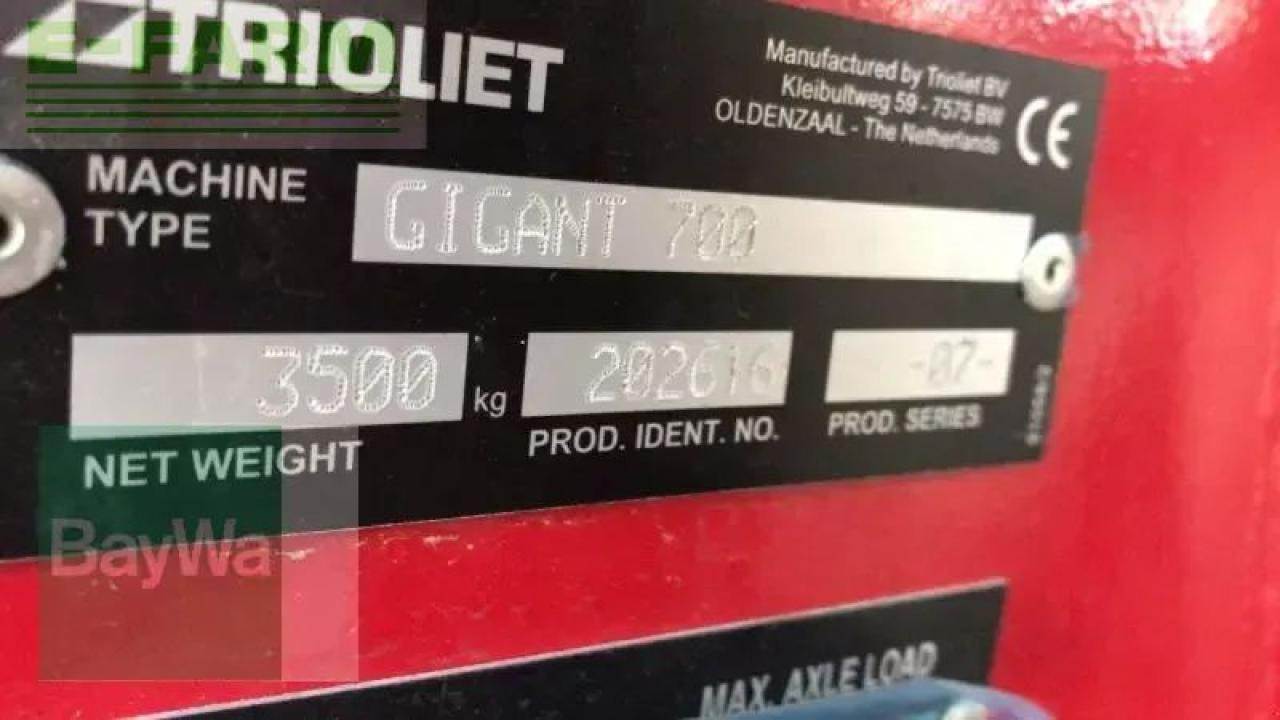 TRIOLIET
E-FARM
Manufactured by Trioliet BV
Kleibultweg 59 - 7575 BW
OLDENZAAL - The Netherlands
CE
MACHINE TYPE
GIGANT 700
3500 kg
NET WEIGHT
202616
PROD. IDENT. NO.
-07-
PROD. SERIES
BayWa
MAX. AXLE LOAD